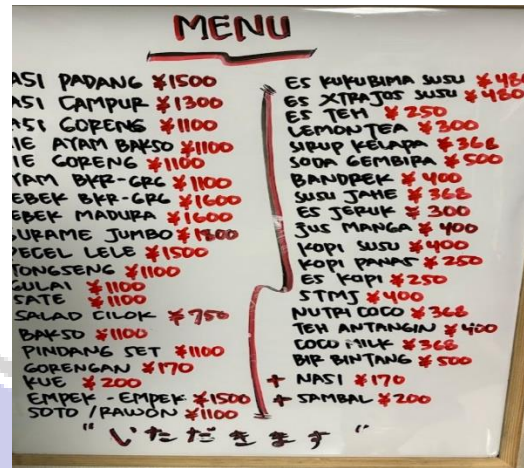 MENU
ASI PADANG ¥1500
ASI CAMPUR ¥1300
ASI GORENG ¥1100
IE AYAM BAKSO ¥1100
IE GORENG ¥1100
YAM BKR-GRG ¥1100
EBEK BKR-GRG ¥1600
EBEK MADURA ¥1600
GURAME JUMBO ¥1800
PECEL LELE ¥1500
TONGSENG ¥1100
GULAI ¥1100
SATE ¥1100
SALAD CILOK ¥750
BAKSO ¥1100
PINDANG SET ¥1100
GORENGAN ¥170
KUE ¥200
EMPEK - EMPEK ¥1500
SOTO / RAWON ¥1100
ES KUKUBIMA SUSU ¥480
ES XTRAJOS SUSU ¥480
ES TEH ¥250
LEMON TEA ¥300
SIRUP KELAPA ¥368
SODA GEMBIRA ¥500
BANDREK ¥400
SUSU JAHE ¥368
ES JERUK ¥300
JUS MANGA ¥400
KOPI SUSU ¥400
KOPI PANAS ¥250
ES KOPI ¥250
STMJ ¥400
NUTRI COCO ¥368
TEH ANTANGIN ¥400
COCO MILK ¥368
BIR BINTANG ¥500
+ NASI ¥170
+ SAMBAL ¥200
"いただきます"